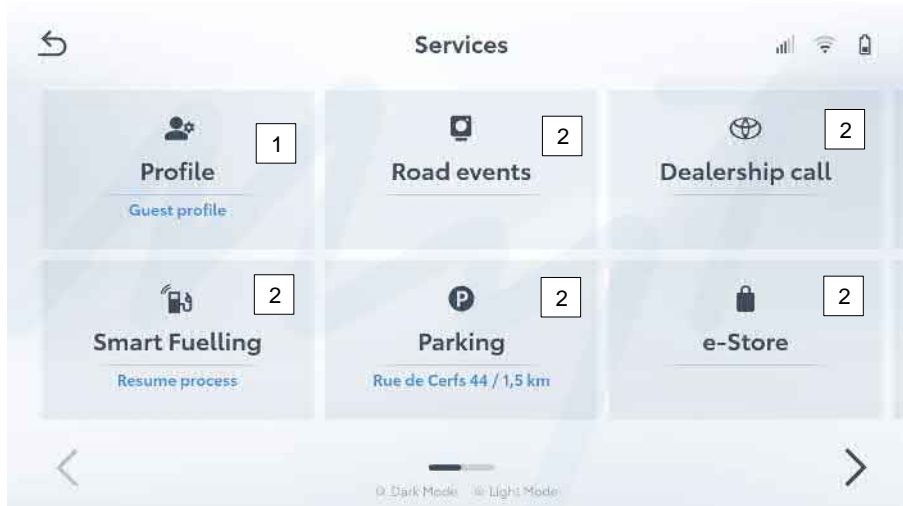 Services
1
Profile
Guest profile
2
Road events
2
Dealership call
2
Smart Fuelling
Resume process
2
Parking
Rue de Cerfs 44 / 1,5 km
2
e-Store
Dark Mode Light Mode